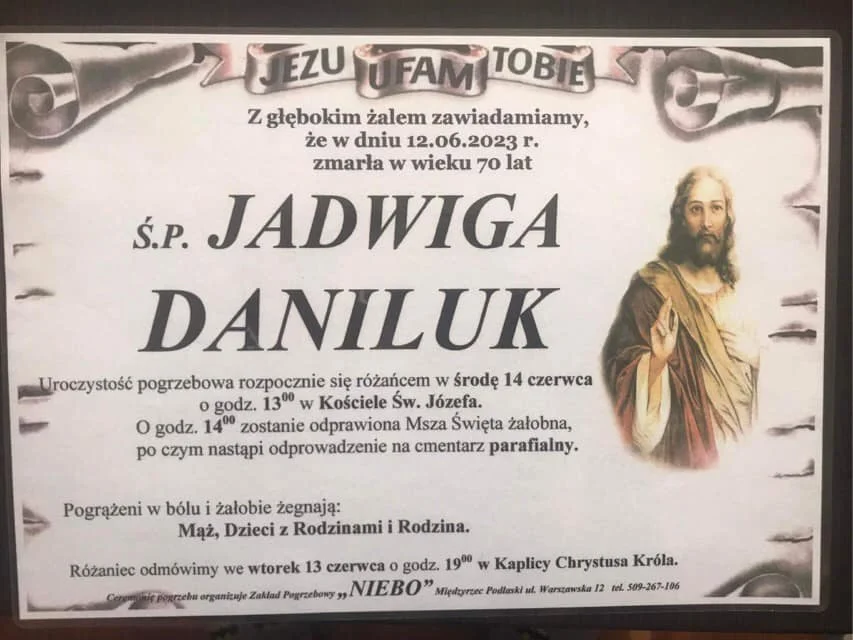 JEZU UFAM TOBIE
Z głębokim żalem zawiadamiamy,
że w dniu 12.06.2023 r.
zmarła w wieku 70 lat
Ś.P. JADWIGA
DANILUK
Uroczystość pogrzebowa rozpocznie się różańcem w środę 14 czerwca
o godz. 13⁰⁰ w Kościele Św. Józefa.
O godz. 14⁰⁰ zostanie odprawiona Msza Święta żałobna,
po czym nastąpi odprowadzenie na cmentarz parafialny.
Pogrążeni w bólu i żałobie żegnają:
Mąż, Dzieci z Rodzinami i Rodzina.
Różaniec odmówimy we wtorek 13 czerwca o godz. 19⁰⁰ w Kaplicy Chrystusa Króla.
Ceremonię pogrzebu organizuje Zakład Pogrzebowy „NIEBO” Międzyrzec Podlaski ul. Warszawska 12 tel. 509-267-106